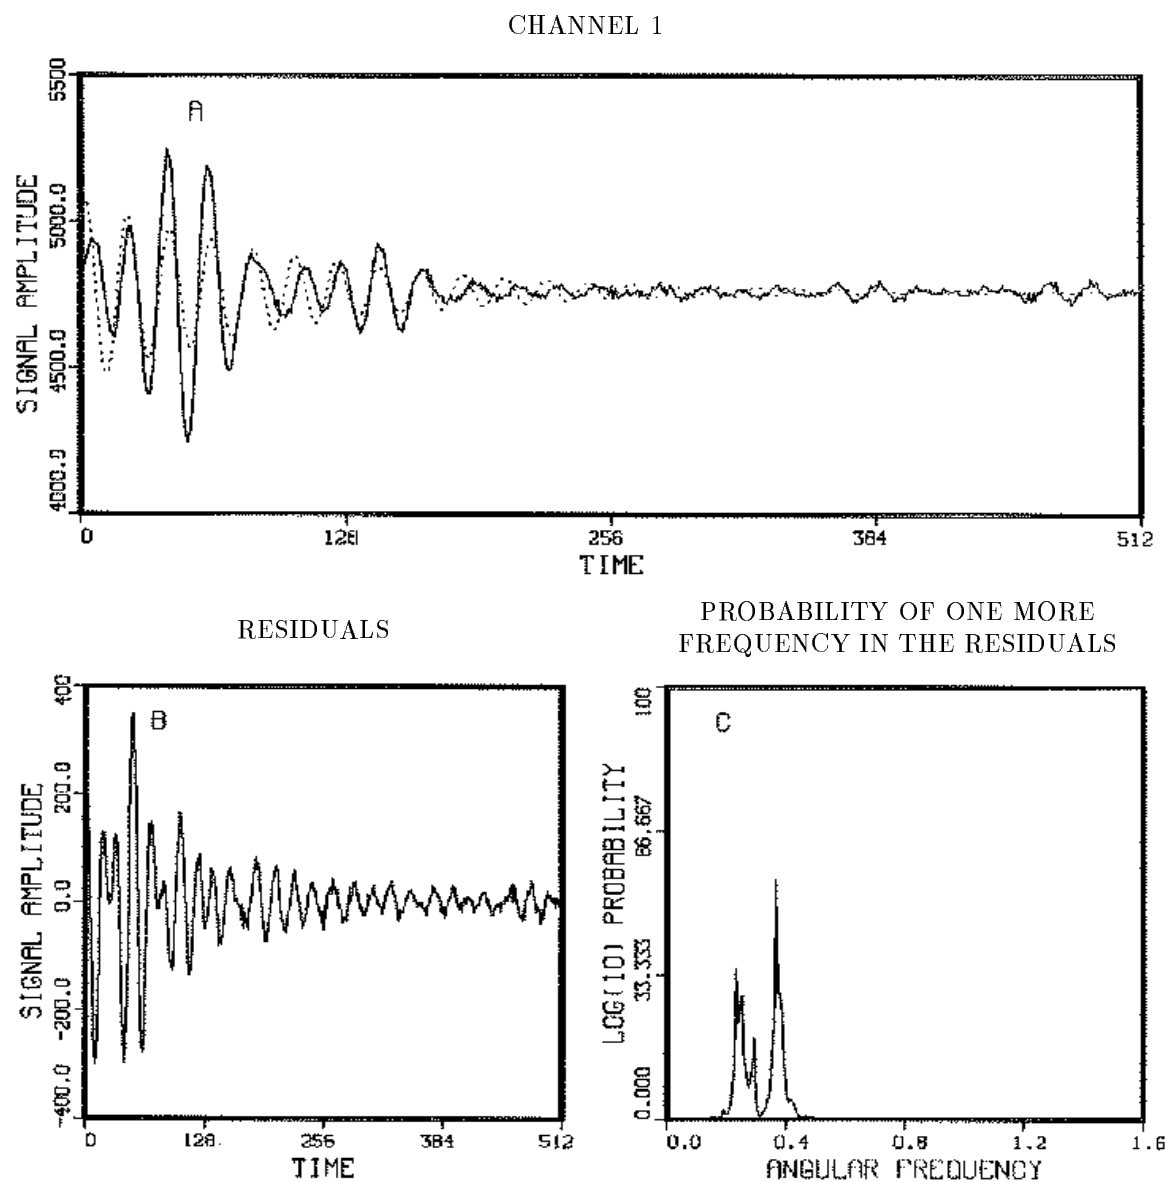 CHANNEL 1
A
SIGNAL AMPLITUDE
5500
5000.0
4500.0
4000.0
0 128 256 384 512
TIME
RESIDUALS
B
SIGNAL AMPLITUDE
400
200.0
0.0
-200.0
-400.0
0 128. 256 384 512
TIME
PROBABILITY OF ONE MORE
FREQUENCY IN THE RESIDUALS
C
LOG(10) PROBABILITY
100
66.667
33.333
0.000
0.0 0.4 0.8 1.2 1.6
ANGULAR FREQUENCY